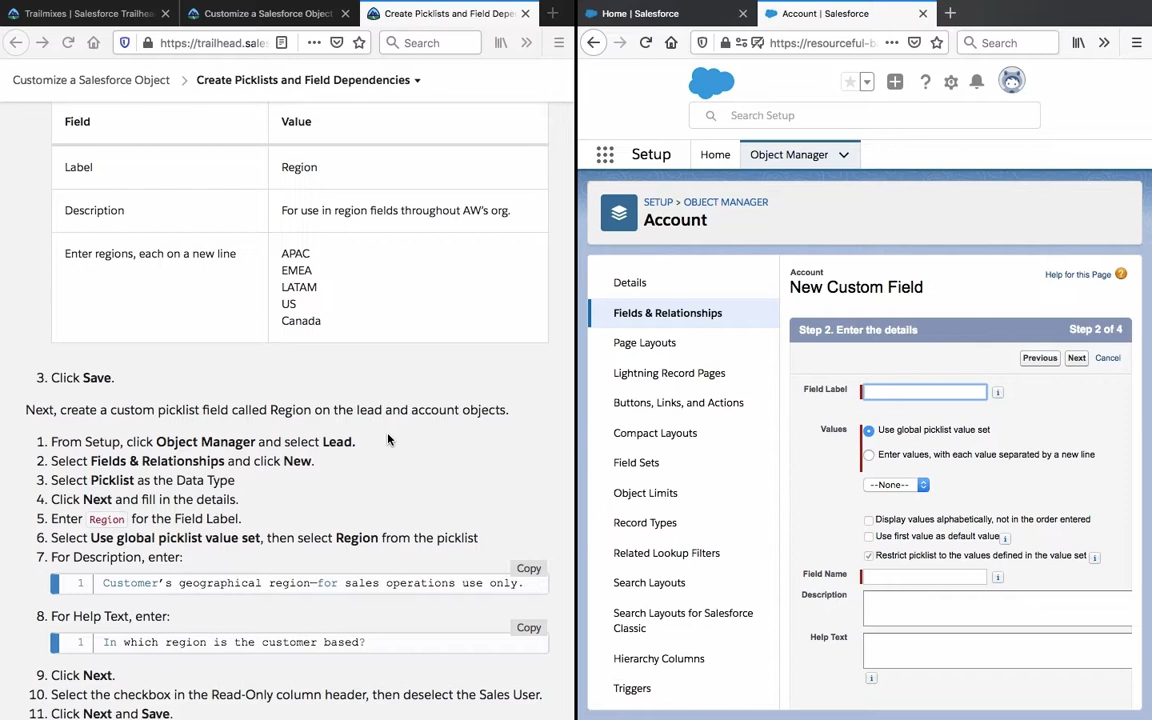 Trailmixes | Salesforce Trailhea
Customize a Salesforce Object
Create Picklists and Field Depe
https://trailhead.sale
Search
Customize a Salesforce Object
Create Picklists and Field Dependencies
Field Value
Label Region
Description For use in region fields throughout AW's org.
Enter regions, each on a new line APAC
EMEA
LATAM
US
Canada
3. Click Save.
Next, create a custom picklist field called Region on the lead and account objects.
1. From Setup, click Object Manager and select Lead.
2. Select Fields & Relationships and click New.
3. Select Picklist as the Data Type
4. Click Next and fill in the details.
5. Enter Region for the Field Label.
6. Select Use global picklist value set, then select Region from the picklist
7. For Description, enter:
Copy
1 Customer's geographical region—for sales operations use only.
8. For Help Text, enter:
Copy
1 In which region is the customer based?
9. Click Next.
10. Select the checkbox in the Read-Only column header, then deselect the Sales User.
11. Click Next and Save.
Home | Salesforce
Account | Salesforce
https://resourceful-b
Search
Search Setup
Setup Home Object Manager
SETUP > OBJECT MANAGER
Account
Details
Fields & Relationships
Page Layouts
Lightning Record Pages
Buttons, Links, and Actions
Compact Layouts
Field Sets
Object Limits
Record Types
Related Lookup Filters
Search Layouts
Search Layouts for Salesforce
Classic
Hierarchy Columns
Triggers
Account
New Custom Field
Help for this Page ?
Step 2. Enter the details Step 2 of 4
Previous Next Cancel
Field Label i
Values Use global picklist value set
Enter values, with each value separated by a new line
--None--
Display values alphabetically, not in the order entered
Use first value as default value i
Restrict picklist to the values defined in the value set i
Field Name i
Description
Help Text
i